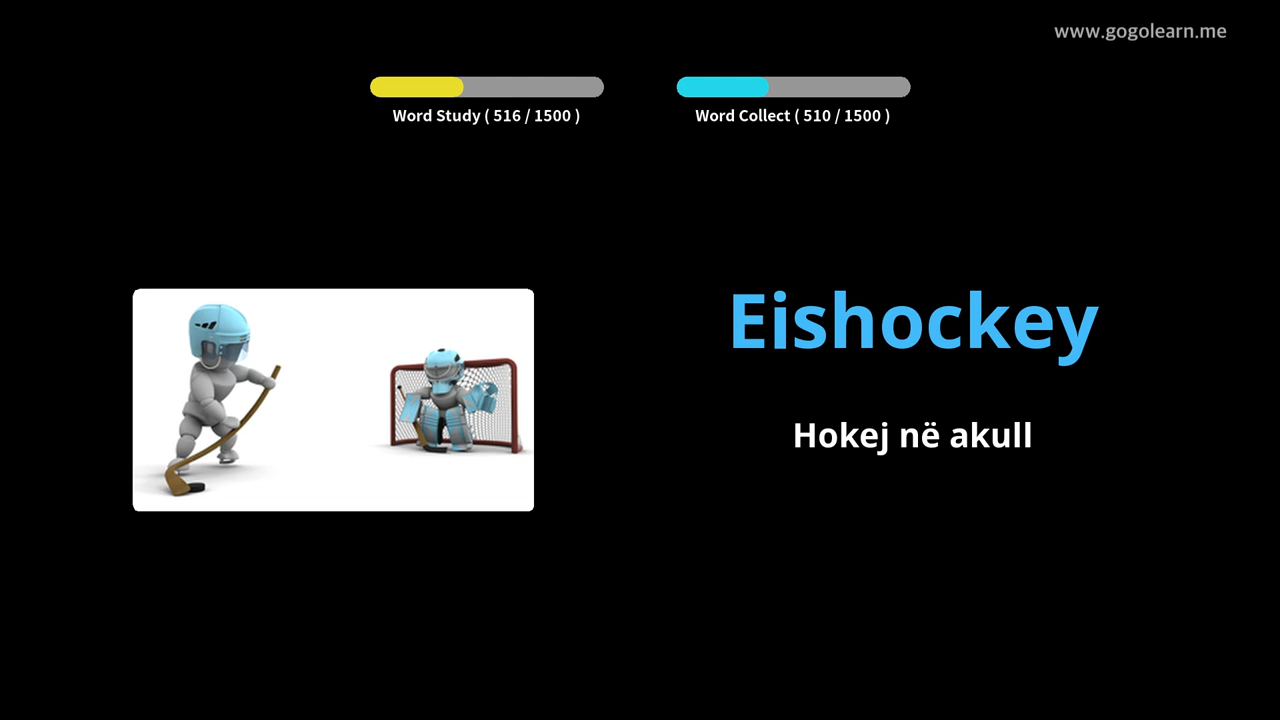 www.gogolearn.me
Word Study ( 516 / 1500 )
Word Collect ( 510 / 1500 )
Eishockey
Hokej në akull